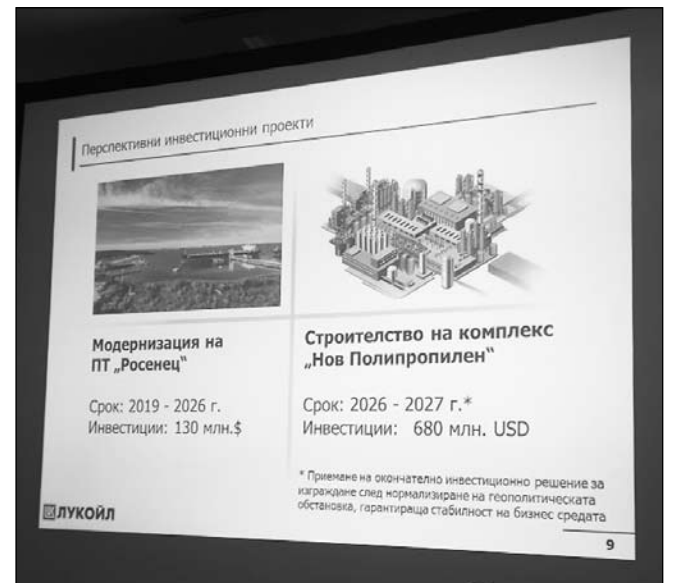 Перспективни инвестиционни проекти
Модернизация на
ПТ „Росенец“
Срок: 2019 - 2026 г.
Инвестиции: 130 млн.$
Строителство на комплекс
„Нов Полипропилен“
Срок: 2026 - 2027 г.*
Инвестиции: 680 млн. USD
* Приемане на окончателно инвестиционно решение за
изграждане след нормализиране на геополитическата
обстановка, гарантираща стабилност на бизнес средата
ЛУКОЙЛ
9